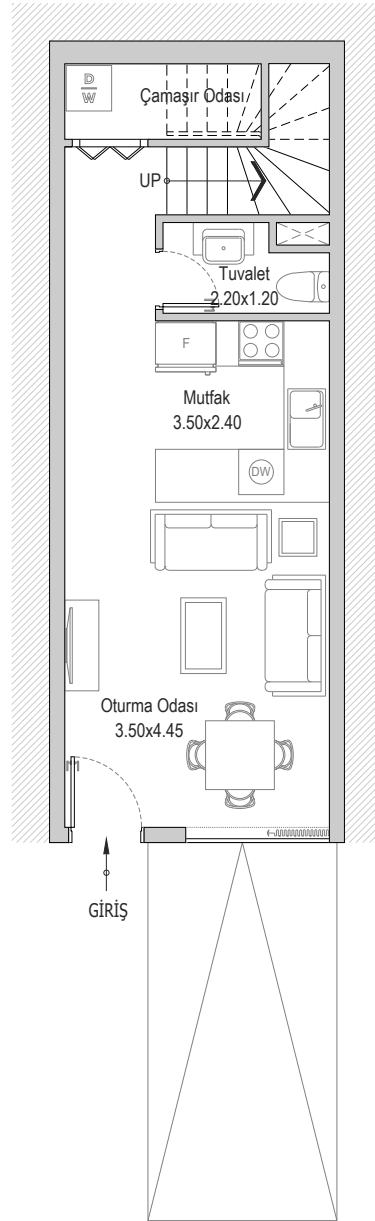 D
W
Çamaşır Odası
UP
Tuvalet
2.20x1.20
F
Mutfak
3.50x2.40
DW
Oturma Odası
3.50x4.45
GİRİŞ